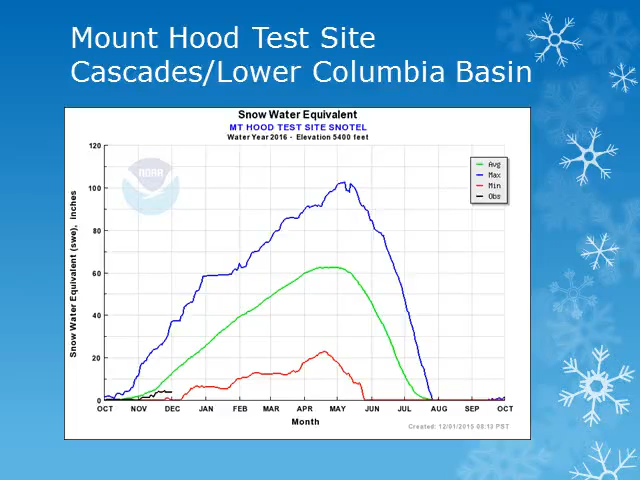 Mount Hood Test Site
Cascades/Lower Columbia Basin
Snow Water Equivalent
MT HOOD TEST SITE SNOTEL
Water Year 2016 - Elevation 5400 feet
Snow Water Equivalent (swe), inches
120
100
80
60
40
20
0
NOAA
Avg
Max
Min
Obs
OCT NOV DEC JAN FEB MAR APR MAY JUN JUL AUG SEP OCT
Month
Created: 12/01/2015 08:13 PST